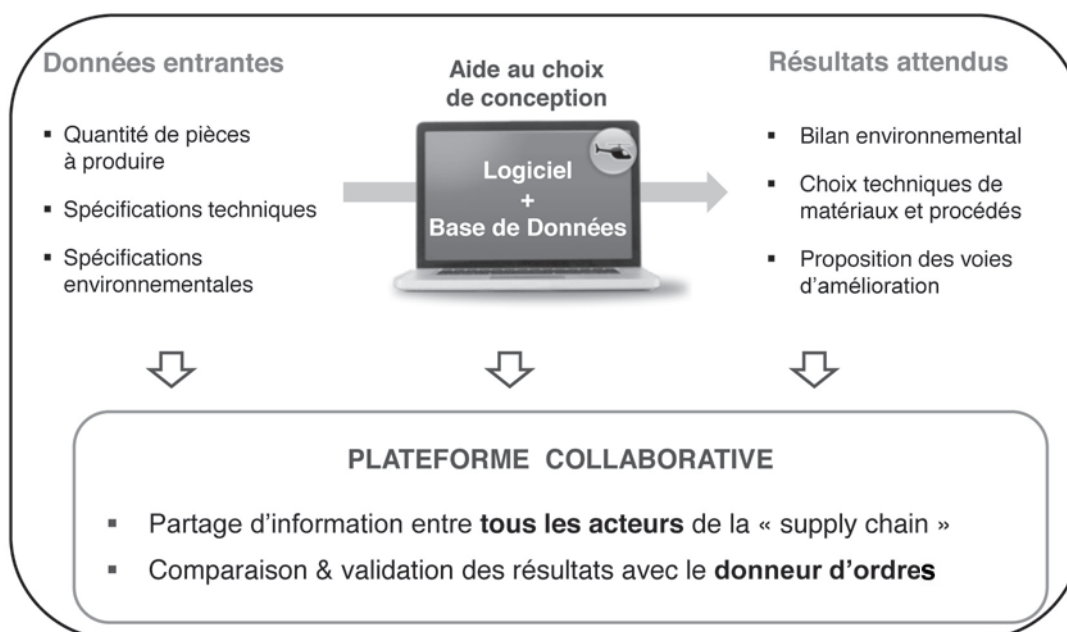 Données entrantes
▪ Quantité de pièces
à produire
▪ Spécifications techniques
▪ Spécifications
environnementales
Aide au choix
de conception
Logiciel
+
Base de Données
Résultats attendus
▪ Bilan environnemental
▪ Choix techniques de
matériaux et procédés
▪ Proposition des voies
d’amélioration
PLATEFORME COLLABORATIVE
▪ Partage d’information entre tous les acteurs de la « supply chain »
▪ Comparaison & validation des résultats avec le donneur d’ordres